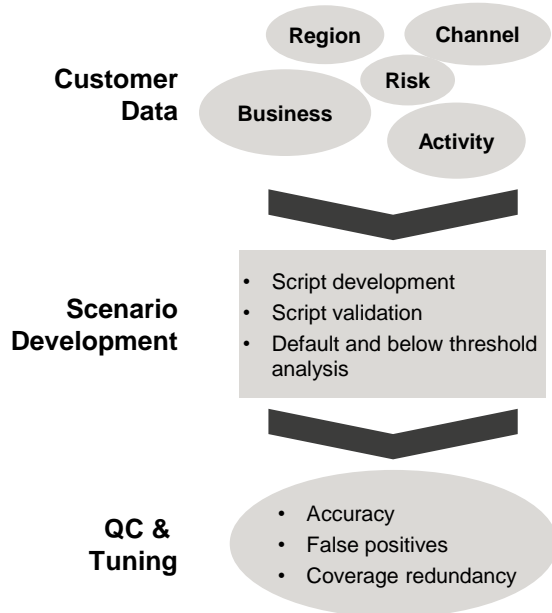 Region
Channel
Customer
Data
Risk
Business
Activity
Scenario
Development
• Script development
• Script validation
• Default and below threshold
analysis
QC &
Tuning
• Accuracy
• False positives
• Coverage redundancy